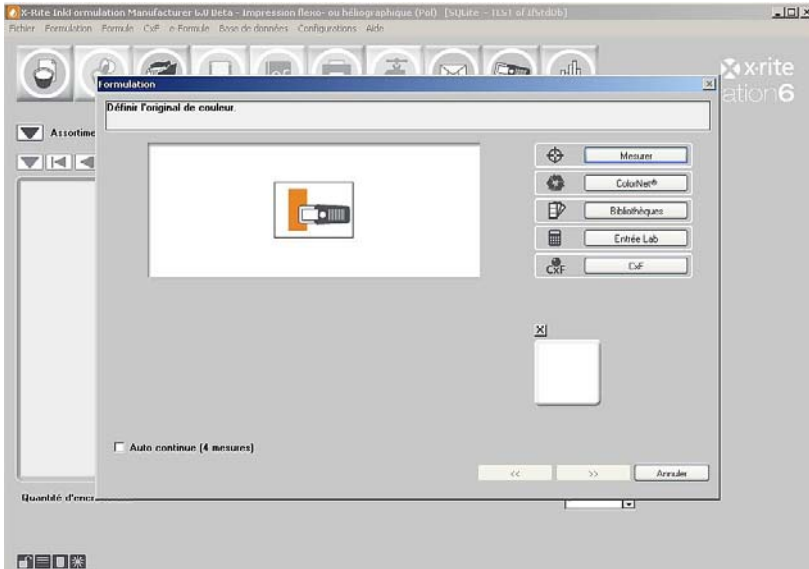 X-Rite InkFormulation Manufacturer 6.0 Beta - Impression flexo- ou héliographique (Pol) [SQLite - TEST of IfStdDb]
Fichier Formulation Formule CxF e-Formule Base de données Configurations Aide
x·rite
ation6
Formulation
Définir l'original de couleur.
Assortime
Mesurer
ColorNet®
Bibliothèques
Entrée Lab
CxF
CxF
Auto continue (4 mesures)
<< >> Annuler
Quantité d'encr